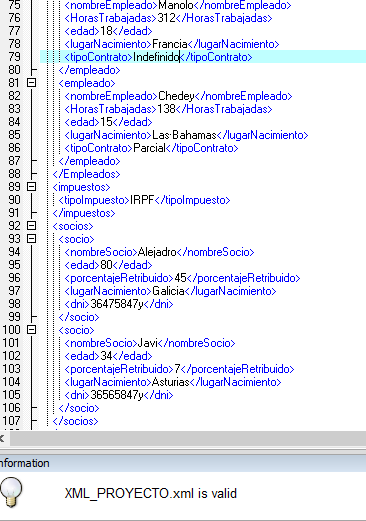 75 <nombreEmpleado>Manolo</nombreEmpleado>
76 <HorasTrabajadas>312</HorasTrabajadas>
77 <edad>18</edad>
78 <lugarNacimiento>Francia</lugarNacimiento>
79 <tipoContrato>Indefinido</tipoContrato>
80 </empleado>
81 <empleado>
82 <nombreEmpleado>Chedey</nombreEmpleado>
83 <HorasTrabajadas>138</HorasTrabajadas>
84 <edad>15</edad>
85 <lugarNacimiento>Las·Bahamas</lugarNacimiento>
86 <tipoContrato>Parcial</tipoContrato>
87 </empleado>
88 </Empleados>
89 <impuestos>
90 <tipoImpuesto>IRPF</tipoImpuesto>
91 </impuestos>
92 <socios>
93 <socio>
94 <nombreSocio>Alejadro</nombreSocio>
95 <edad>80</edad>
96 <porcentajeRetribuido>45</porcentajeRetribuido>
97 <lugarNacimiento>Galicia</lugarNacimiento>
98 <dni>36475847y</dni>
99 </socio>
100 <socio>
101 <nombreSocio>Javi</nombreSocio>
102 <edad>34</edad>
103 <porcentajeRetribuido>7</porcentajeRetribuido>
104 <lugarNacimiento>Asturias</lugarNacimiento>
105 <dni>36565847y</dni>
106 </socio>
107 </socios>
nformation
XML_PROYECTO.xml is valid